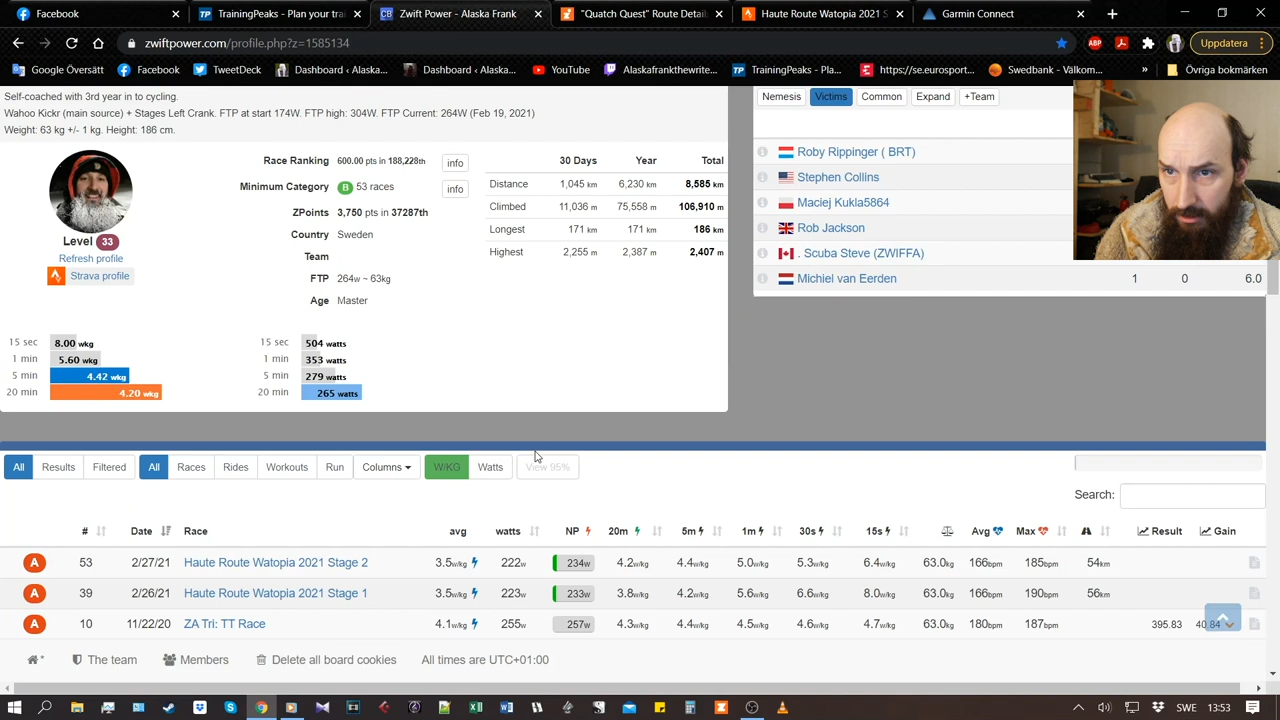 Facebook
TrainingPeaks - Plan your trai
Zwift Power - Alaska Frank
"Quatch Quest" Route Detail
Haute Route Watopia 2021 S
Garmin Connect
zwiftpower.com/profile.php?z=1585134
ABP
Uppdatera
Google Översätt
Facebook
TweetDeck
Dashboard ‹ Alaska...
Dashboard ‹ Alaska...
YouTube
Alaskafrankthewrite...
TP
TrainingPeaks - Pla...
https://se.eurosport...
Swedbank - Välkom...
»
Övriga bokmärken
Self-coached with 3rd year in to cycling.
Wahoo Kickr (main source) + Stages Left Crank. FTP at start 174W. FTP high: 304W. FTP Current: 264W (Feb 19, 2021)
Weight: 63 kg +/- 1 kg. Height: 186 cm.
Nemesis Victims Common Expand +Team
Race Ranking 600.00 pts in 188,228th info
Minimum Category B 53 races info
ZPoints 3,750 pts in 37287th
Country Sweden
Team
FTP 264w ~ 63kg
Age Master
Level 33
Refresh profile
Strava profile
30 Days Year Total
Distance 1,045 km 6,230 km 8,585 km
Climbed 11,036 m 75,558 m 106,910 m
Longest 171 km 171 km 186 km
Highest 2,255 m 2,387 m 2,407 m
Roby Rippinger ( BRT)
Stephen Collins
Maciej Kukla5864
Rob Jackson
. Scuba Steve (ZWIFFA)
Michiel van Eerden 1 0 6.0
15 sec 8.00 wkg
1 min 5.60 wkg
5 min 4.42 wkg
20 min 4.20 wkg
15 sec 504 watts
1 min 353 watts
5 min 279 watts
20 min 265 watts
All Results Filtered All Races Rides Workouts Run Columns W/KG Watts View 95%
Search:
# Date Race avg watts NP 20m 5m 1m 30s 15s Avg Max Result Gain
A 53 2/27/21 Haute Route Watopia 2021 Stage 2 3.5w/kg 222w 234w 4.2w/kg 4.4w/kg 5.0w/kg 5.3w/kg 6.4w/kg 63.0kg 166bpm 185bpm 54km
A 39 2/26/21 Haute Route Watopia 2021 Stage 1 3.5w/kg 223w 233w 3.8w/kg 4.2w/kg 5.6w/kg 6.6w/kg 8.0w/kg 63.0kg 166bpm 190bpm 56km
A 10 11/22/20 ZA Tri: TT Race 4.1w/kg 255w 257w 4.3w/kg 4.4w/kg 4.5w/kg 4.6w/kg 4.7w/kg 63.0kg 180bpm 187bpm 395.83 40.84
The team Members Delete all board cookies All times are UTC+01:00
SWE 13:53